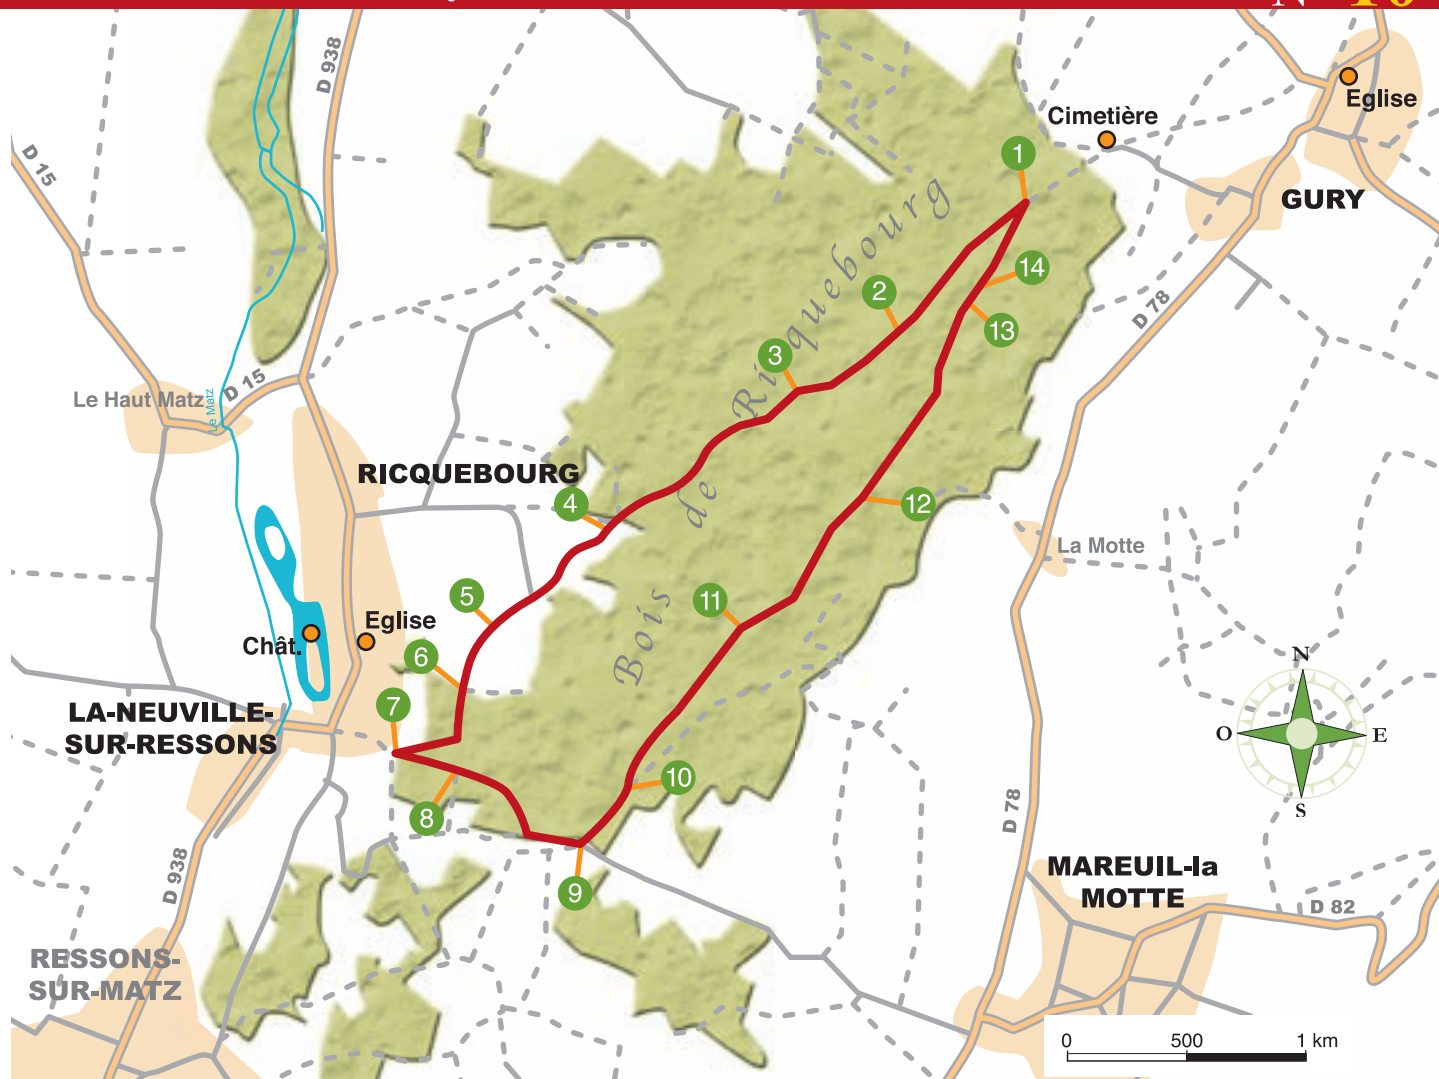 N° 10
D 938
Eglise
Cimetière
D 15
1
GURY
14
2
D 78
13
3
Bois de Ricquebourg
D 15
Le Haut Matz
Le Matz
RICQUEBOURG
4
12
La Motte
5
11
Eglise
Chât.
6
N
7
LA-NEUVILLE-
SUR-RESSONS
O
E
10
S
8
D 78
MAREUIL-la
MOTTE
D 938
9
D 82
RESSONS-
SUR-MATZ
0 500 1 km